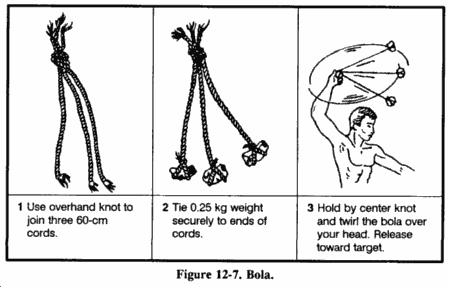 1 Use overhand knot to
join three 60-cm
cords.
2 Tie 0.25 kg weight
securely to ends of
cords.
3 Hold by center knot
and twirl the bola over
your head. Release
toward target.
Figure 12-7. Bola.